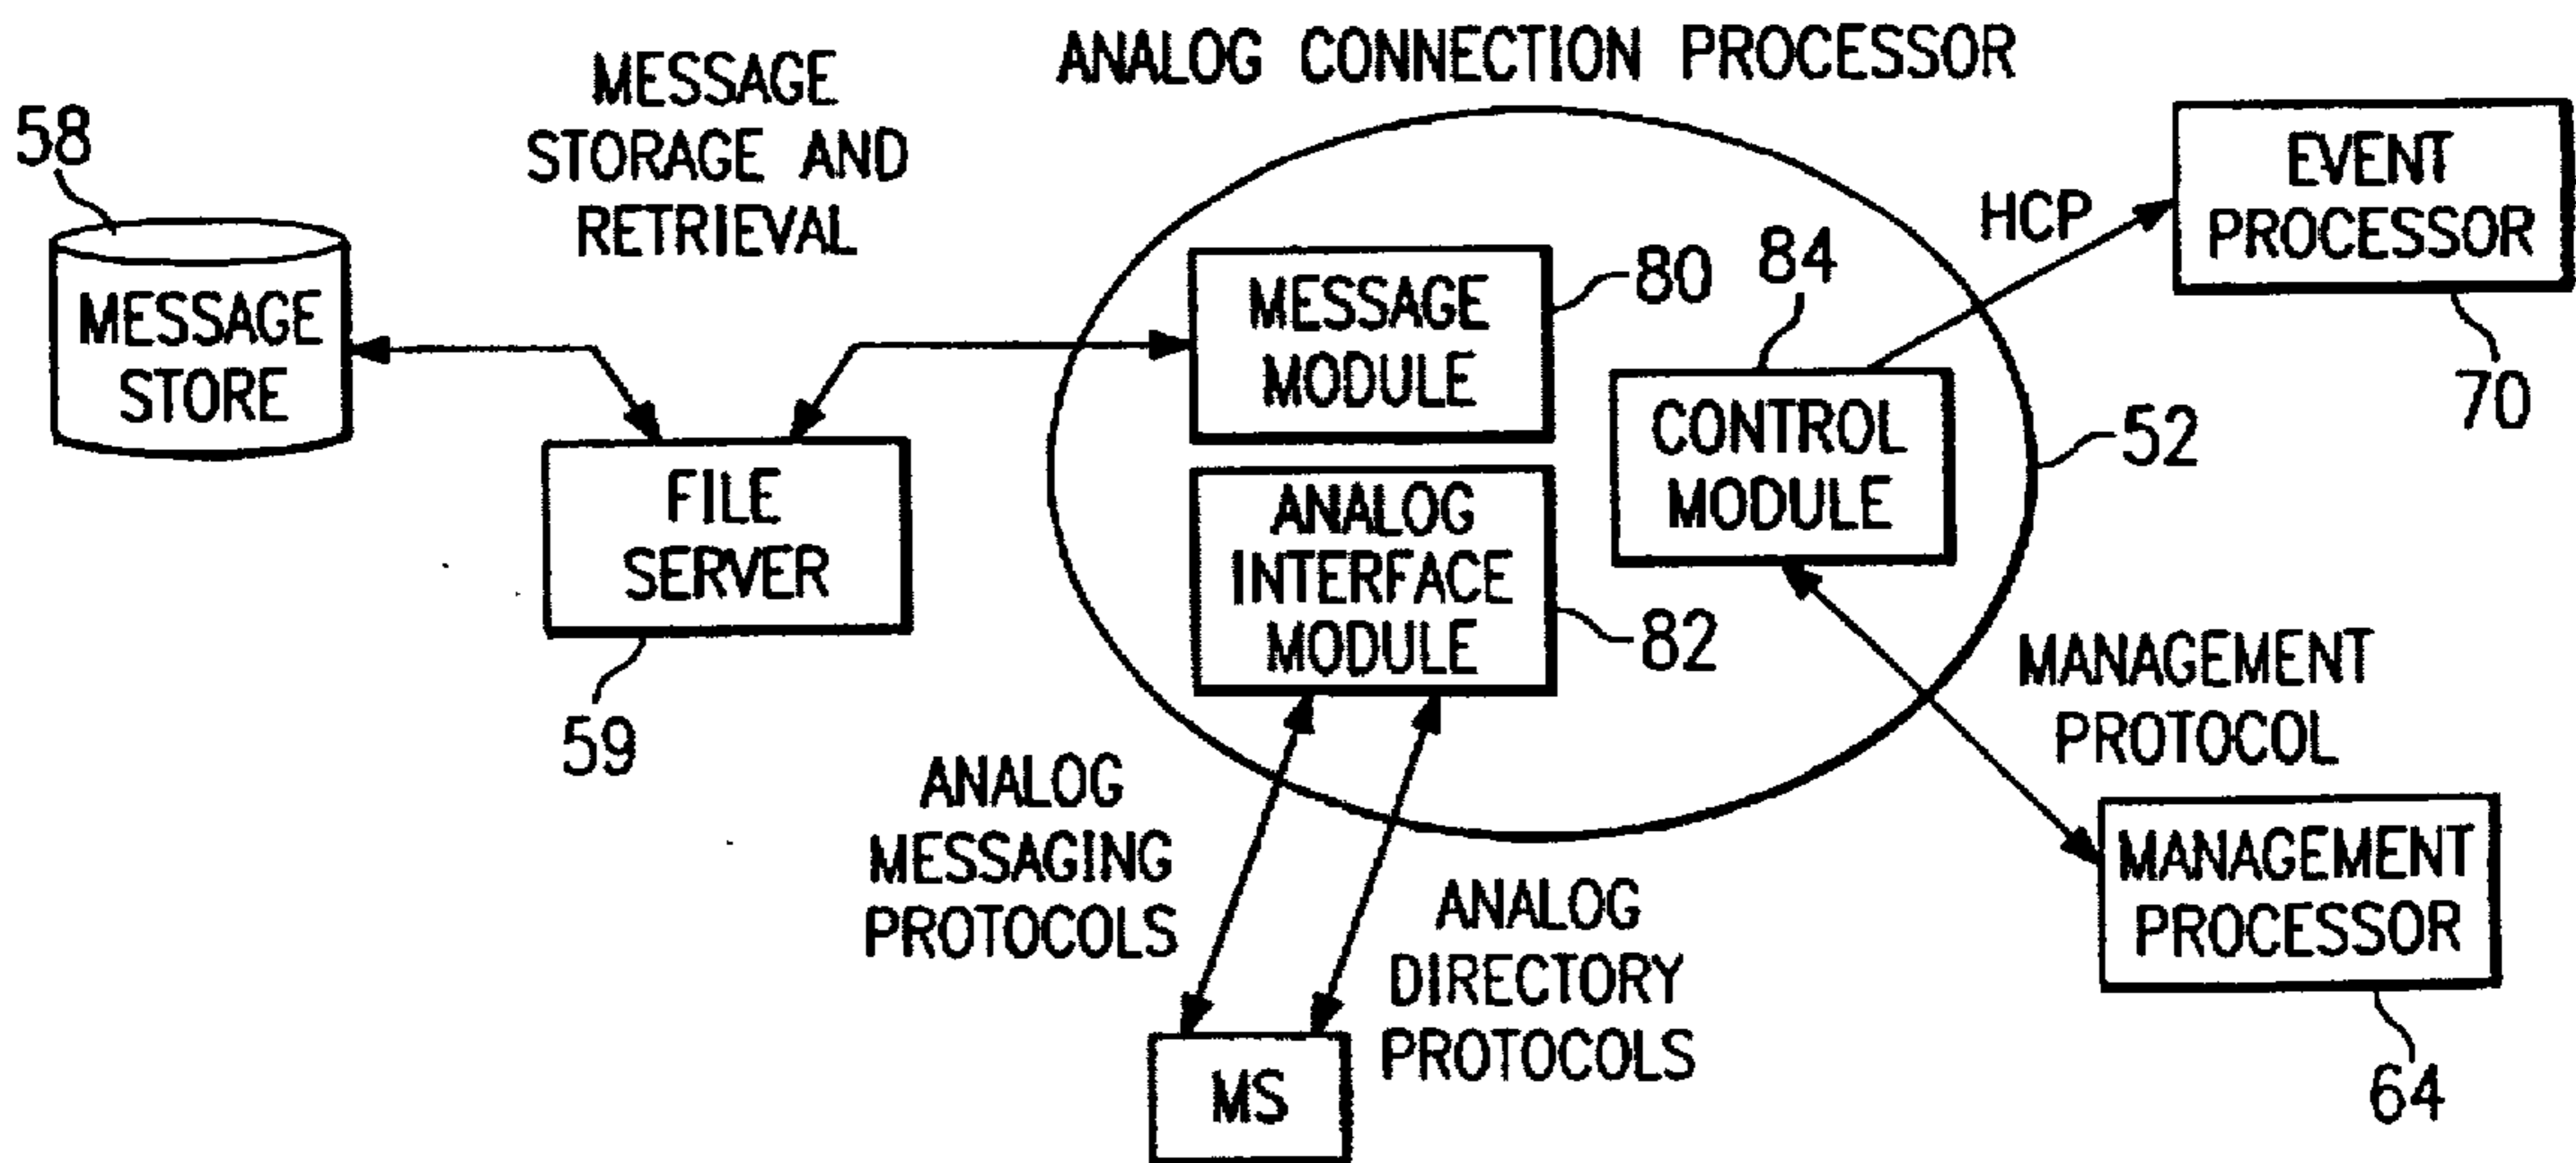 ANALOG CONNECTION PROCESSOR
MESSAGE
STORAGE AND
RETRIEVAL
58
MESSAGE
STORE
FILE
SERVER
59
MESSAGE
MODULE
80
ANALOG
INTERFACE
MODULE
82
84
CONTROL
MODULE
52
HCP
EVENT
PROCESSOR
70
MANAGEMENT
PROTOCOL
MANAGEMENT
PROCESSOR
64
ANALOG
MESSAGING
PROTOCOLS
ANALOG
DIRECTORY
PROTOCOLS
MS